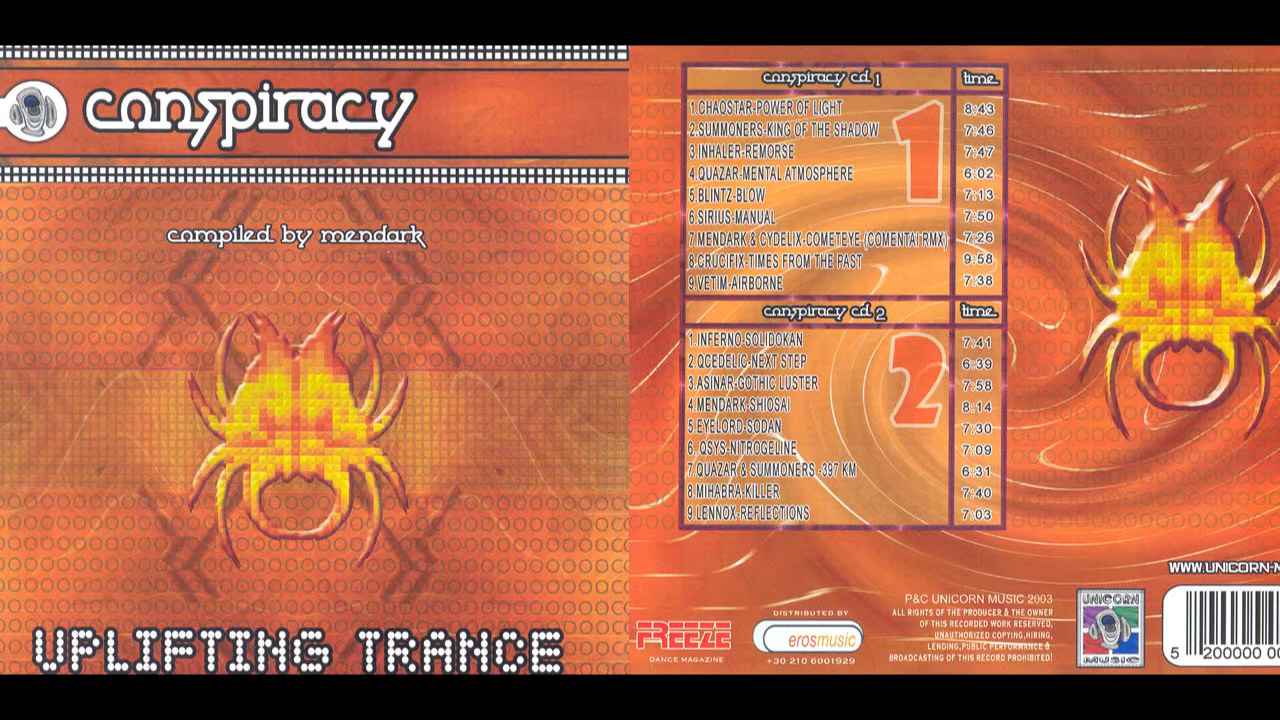 conspiracy
compiled by mendark
UPLIFTING TRANCE
conspiracy cd 1 time
1.CHAOSTAR-POWER OF LIGHT 8:43
2.SUMMONERS-KING OF THE SHADOW 7:46
3.INHALER-REMORSE 7:47
4.QUAZAR-MENTAL ATMOSPHERE 6:02
5.BLINTZ-BLOW 7:13
6.SIRIUS-MANUAL 7:50
7.MENDARK & CYDELIX-COMETEYE (COMENTAI RMX) 7:26
8.CRUCIFIX-TIMES FROM THE PAST 9:58
9.VETIM-AIRBORNE 7:38
1
conspiracy cd 2 time
1.INFERNO-SOLIDOKAN 7:41
2.QCEDELIC-NEXT STEP 6:39
3.ASINAR-GOTHIC LUSTER 7:58
4.MENDARK-SHIOSAI 8:14
5.EYELORD-SODAN 7:30
6. QSYS-NITROGELINE 7:09
7.QUAZAR & SUMMONERS -397 KM 6:31
8.MIHABRA-KILLER 7:40
9.LENNOX-REFLECTIONS 7:03
2
WWW.UNICORN-M
FREEZE
DANCE MAGAZINE
DISTRIBUTED BY
erosmusic
+30 210 6001929
P&C UNICORN MUSIC 2003
ALL RIGHTS OF THE PRODUCER & THE OWNER
OF THIS RECORDED WORK RESERVED,
UNAUTHORIZED COPYING,HIRING,
LENDING,PUBLIC PERFORMANCE &
BROADCASTING OF THIS RECORD PROHIBITED!
UNICORN
MUSIC
5 200000 00